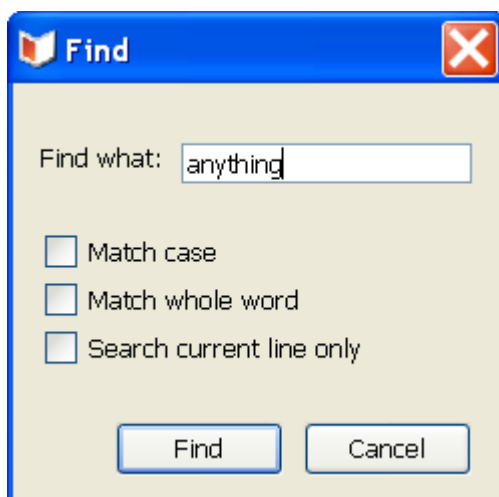 Find
Find what: anything
Match case
Match whole word
Search current line only
Find Cancel